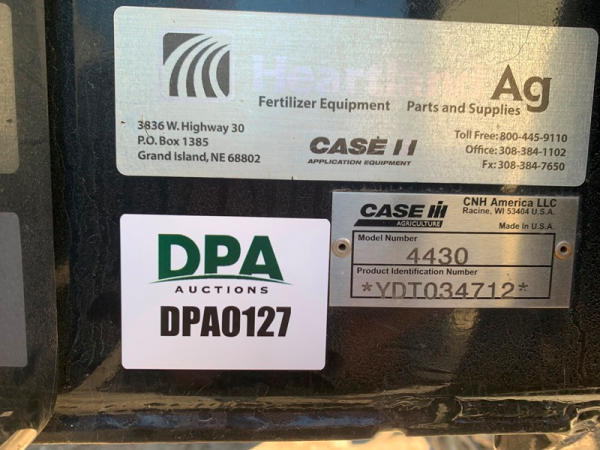 Heartland Ag
Fertilizer Equipment Parts and Supplies
3836 W. Highway 30
P.O. Box 1385
Grand Island, NE 68802
CASE II
APPLICATION EQUIPMENT
Toll Free: 800-445-9110
Office: 308-384-1102
Fx: 308-384-7650
CASE III
AGRICULTURE
CNH America LLC
Racine, WI 53404 U.S.A.
Made in U.S.A.
Model Number
4430
Product Identification Number
*YDT034712*
DPA
AUCTIONS
DPA0127